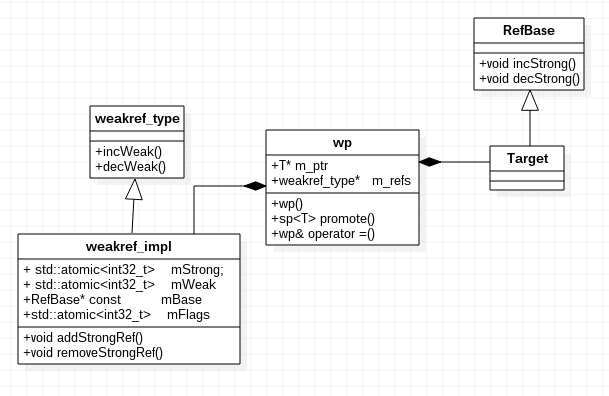 RefBase
+void incStrong()
+void decStrong()
weakref_type
+incWeak()
+decWeak()
wp
+T* m_ptr
+weakref_type* m_refs
+wp()
+sp<T> promote()
+wp& operator =()
Target
weakref_impl
+ std::atomic<int32_t> mStrong;
+ std::atomic<int32_t> mWeak
+RefBase* const mBase
+std::atomic<int32_t> mFlags
+void addStrongRef()
+void removeStrongRef()